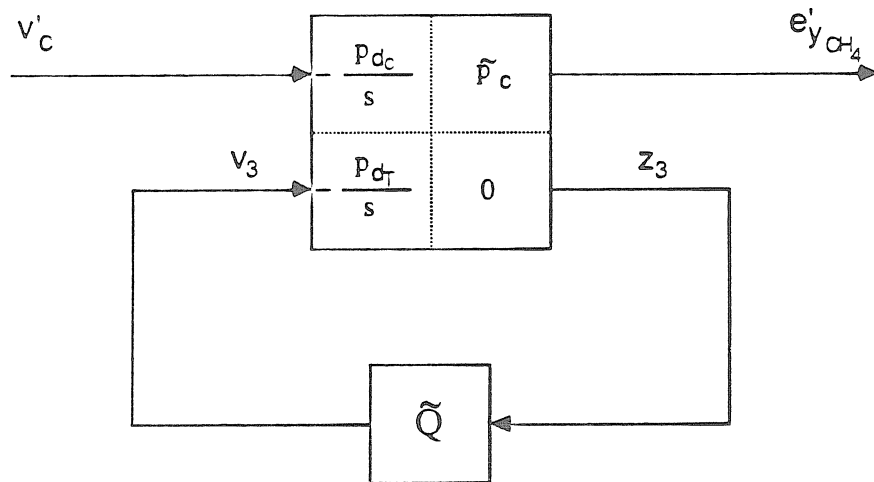 v'C
e'yCH4
- pdC/s
p̃c
v3
- pdT/s
0
z3
Q̃